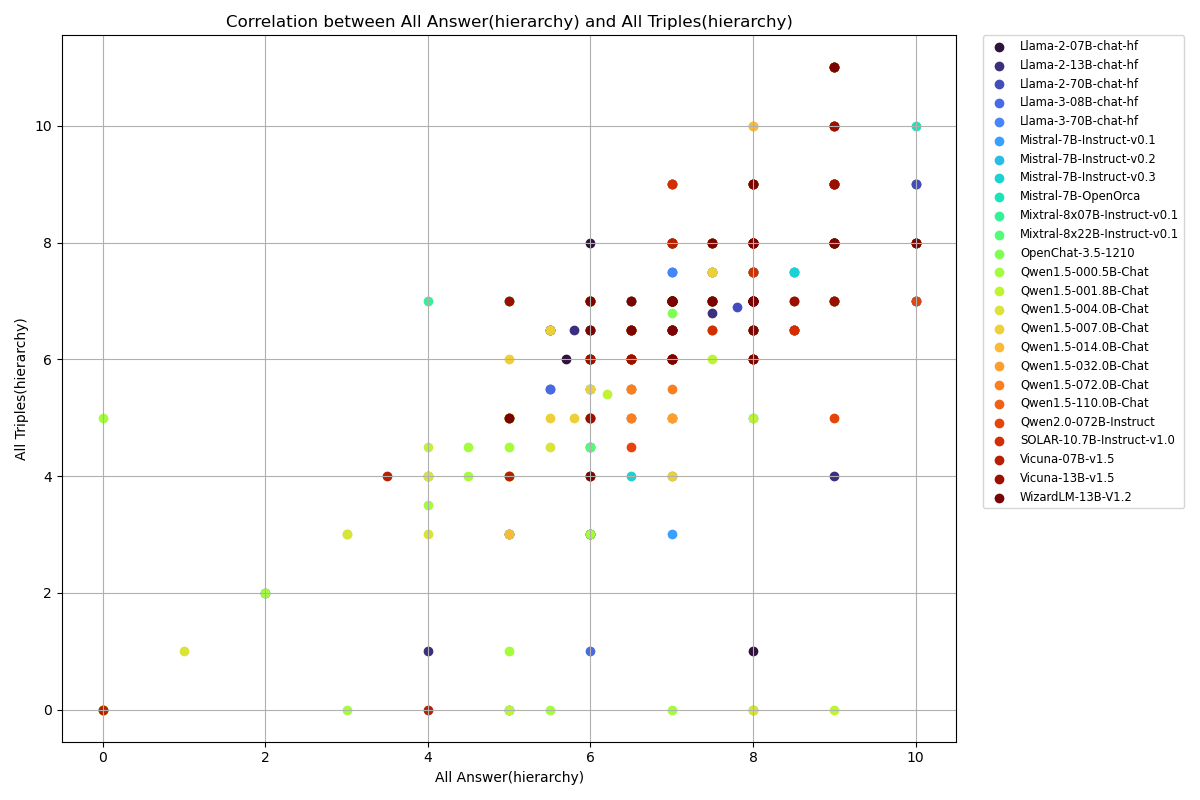 Correlation between All Answer(hierarchy) and All Triples(hierarchy)
All Triples(hierarchy)
10
8
6
4
2
0
0
2
4
6
8
10
All Answer(hierarchy)
Llama-2-07B-chat-hf
Llama-2-13B-chat-hf
Llama-2-70B-chat-hf
Llama-3-08B-chat-hf
Llama-3-70B-chat-hf
Mistral-7B-Instruct-v0.1
Mistral-7B-Instruct-v0.2
Mistral-7B-Instruct-v0.3
Mistral-7B-OpenOrca
Mixtral-8x07B-Instruct-v0.1
Mixtral-8x22B-Instruct-v0.1
OpenChat-3.5-1210
Qwen1.5-000.5B-Chat
Qwen1.5-001.8B-Chat
Qwen1.5-004.0B-Chat
Qwen1.5-007.0B-Chat
Qwen1.5-014.0B-Chat
Qwen1.5-032.0B-Chat
Qwen1.5-072.0B-Chat
Qwen1.5-110.0B-Chat
Qwen2.0-072B-Instruct
SOLAR-10.7B-Instruct-v1.0
Vicuna-07B-v1.5
Vicuna-13B-v1.5
WizardLM-13B-V1.2